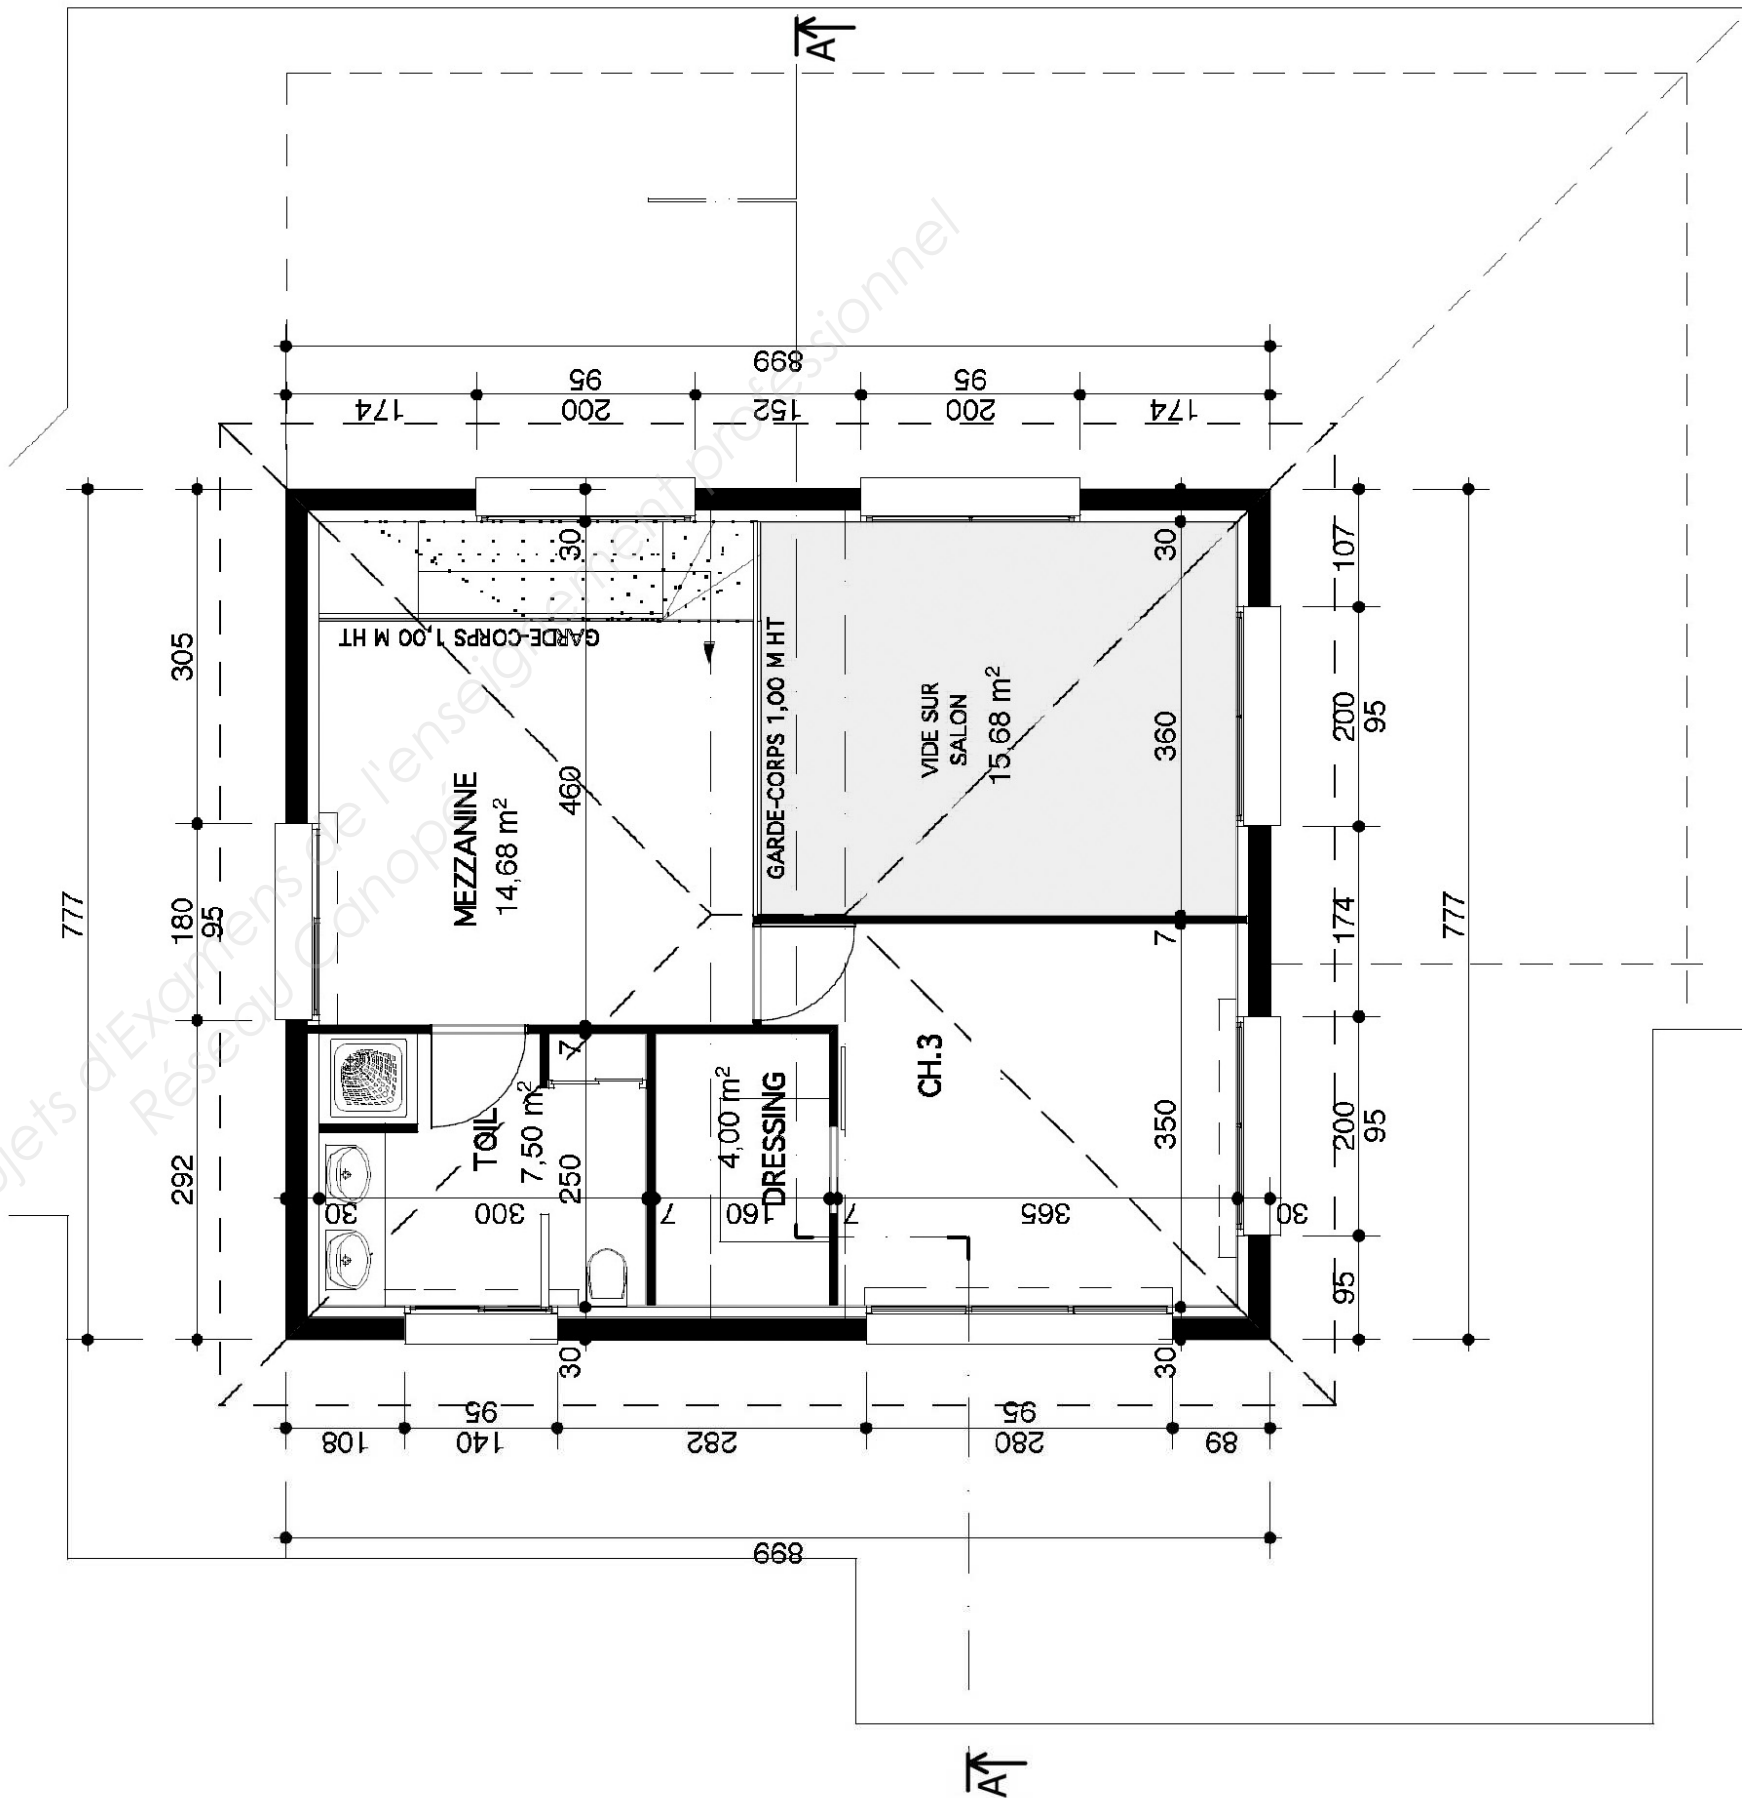 A
899
95
95
174
200
152
200
174
777
305
180
95
292
30
30
GARDE-CORPS 1,00 M HT
GARDE-CORPS 1,00 M HT
MEZZANINE
14,68 m²
460
VIDE SUR
SALON
15,68 m²
360
107
200
95
174
200
95
95
777
7
7
CH.3
TOIL
7,50 m²
250
4,00 m²
DRESSING
350
30
300
7
160
7
365
30
30
30
95
95
108
140
282
280
89
899
A
Sujets d'Examens de l'enseignement professionnel
Réseau Canopé